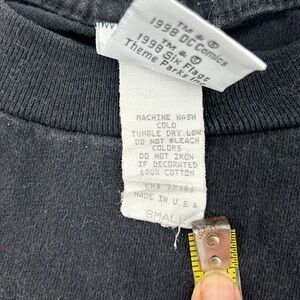 TM & ©
1998 DC Comics
TM & ©
1998 Six Flags
Theme Parks Inc
MACHINE WASH
COLD
TUMBLE DRY LOW
DO NOT BLEACH
COLORS
DO NOT IRON
IF DECORATED
100% COTTON
MADE IN U.S.A.
SMALL